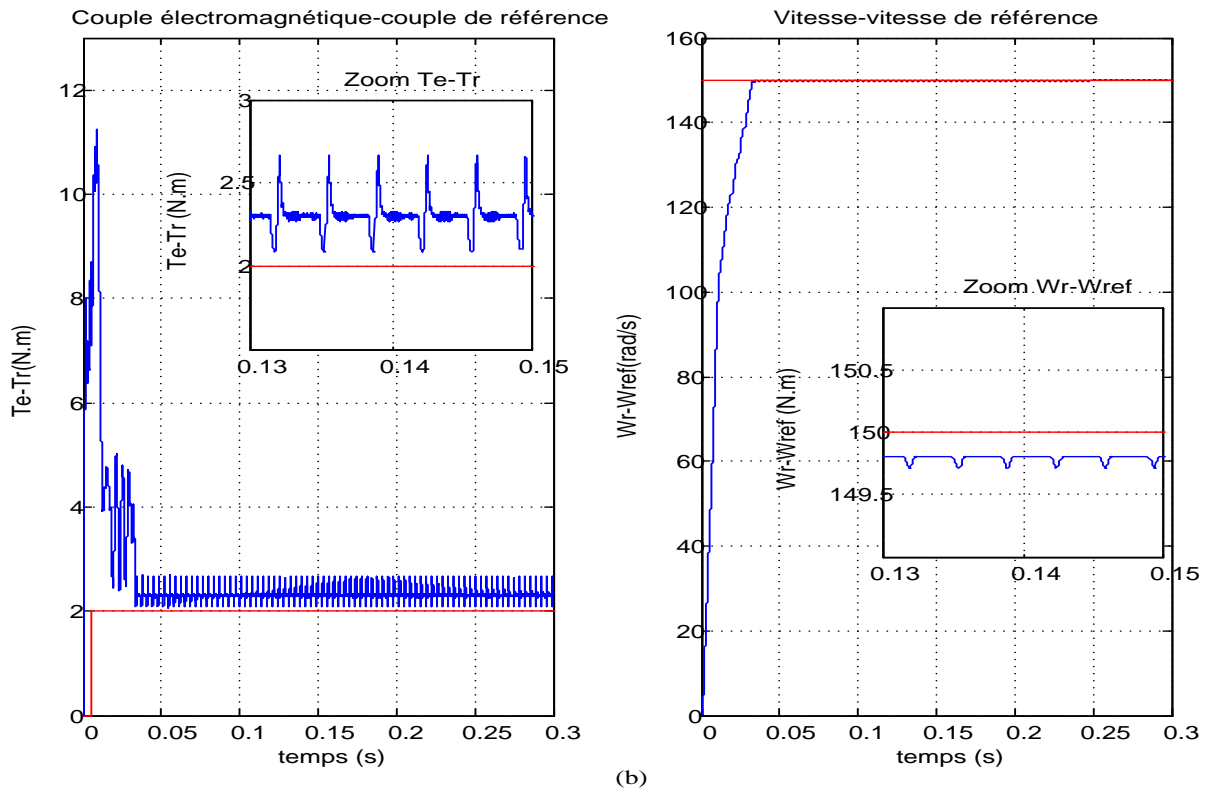 Couple électromagnétique-couple de référence
12
10
8
6
4
2
0
Te-Tr(N.m)
Zoom Te-Tr
3
2.5
2
Te-Tr (N.m)
0.13 0.14 0.15
0 0.05 0.1 0.15 0.2 0.25 0.3
temps (s)
Vitesse-vitesse de référence
160
140
120
100
80
60
40
20
0
Wr-Wref(rad/s)
Zoom Wr-Wref
150.5
150
149.5
Wr-Wref (N.m)
0.13 0.14 0.15
0 0.05 0.1 0.15 0.2 0.25 0.3
temps (s)
(b)